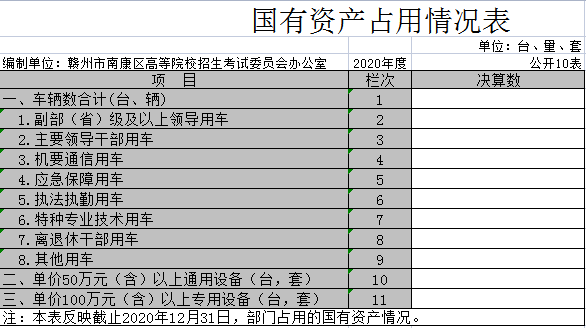 国有资产占用情况表
单位：台、量、套
编制单位：赣州市南康区高等院校招生考试委员会办公室 2020年度 公开10表
项 目 栏次 决算数
一、车辆数合计(台、辆) 1
1.副部（省）级及以上领导用车 2
2.主要领导干部用车 3
3.机要通信用车 4
4.应急保障用车 5
5.执法执勤用车 6
6.特种专业技术用车 7
7.离退休干部用车 8
8.其他用车 9
二、单价50万元（含）以上通用设备（台，套） 10
三、单价100万元（含）以上专用设备（台，套） 11
注：本表反映截止2020年12月31日，部门占用的国有资产情况。